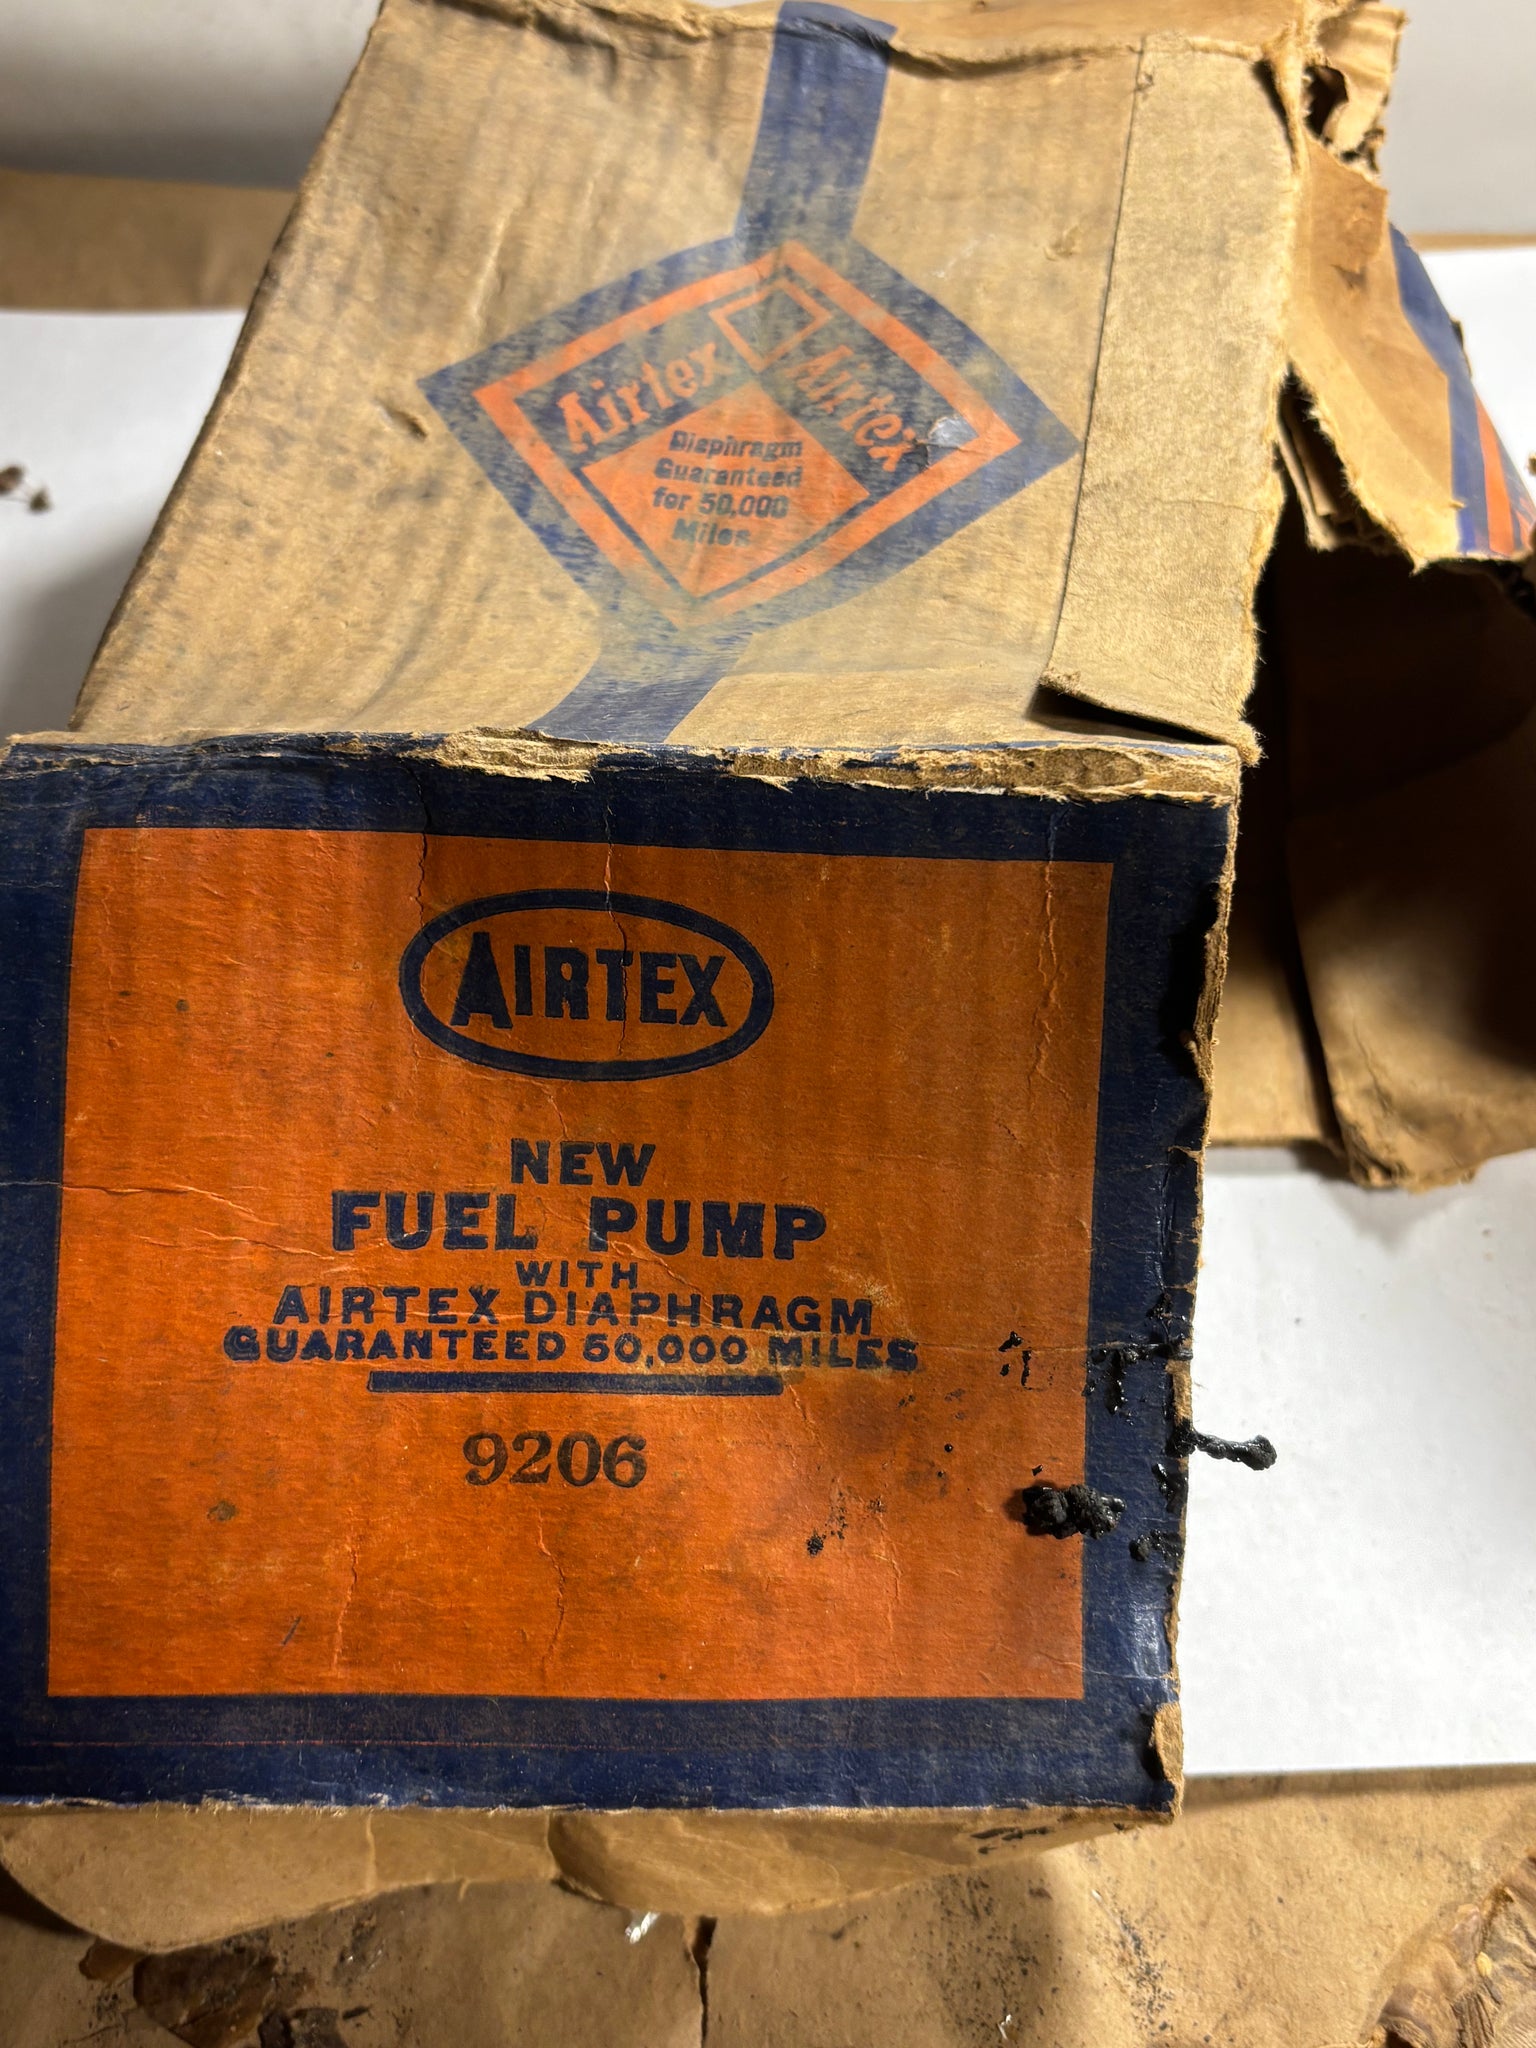 Airtex
Airtex
Diaphragm
Guaranteed
for 50,000
Miles
AIRTEX
NEW
FUEL PUMP
WITH
AIRTEX DIAPHRAGM
GUARANTEED 50,000 MILES
9206